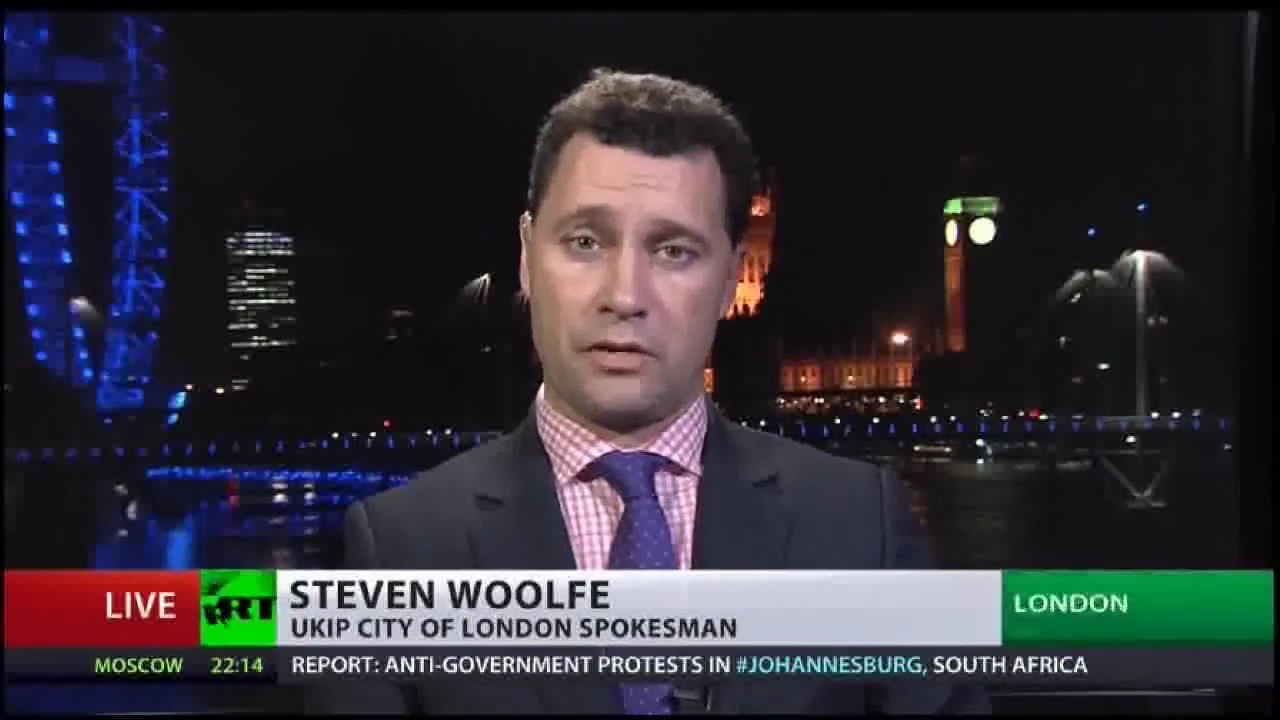 LIVE
RT
STEVEN WOOLFE
UKIP CITY OF LONDON SPOKESMAN
LONDON
MOSCOW 22:14 REPORT: ANTI-GOVERNMENT PROTESTS IN #JOHANNESBURG, SOUTH AFRICA